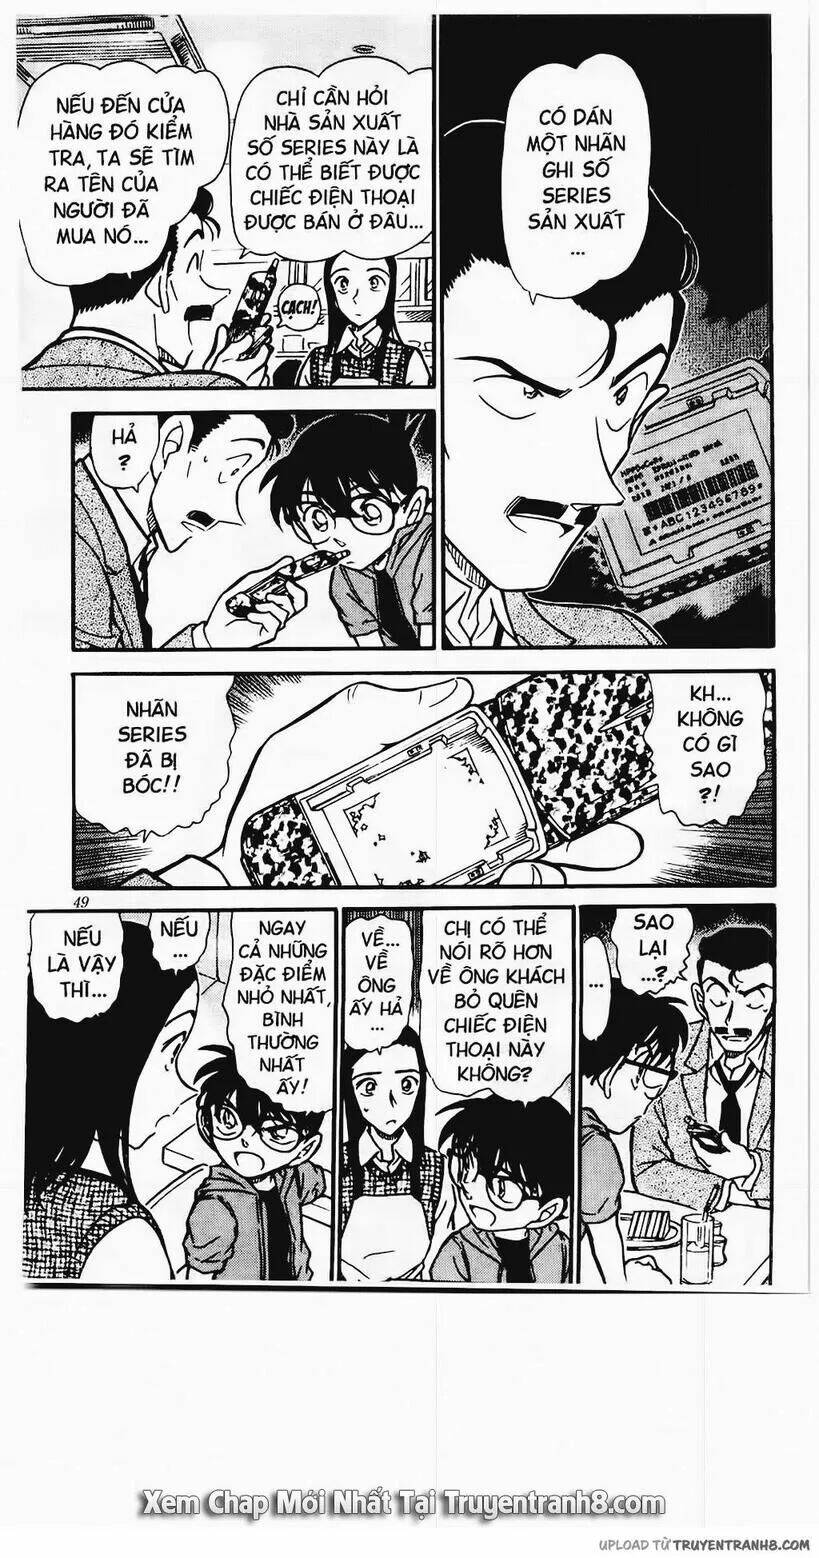 CÓ DÁN
MỘT NHÃN
GHI SỐ
SERIES
SẢN XUẤT
...
*ABC123456789*
CHỈ CẦN HỎI
NHÀ SẢN XUẤT
SỐ SERIES NÀY LÀ
CÓ THỂ BIẾT ĐƯỢC
CHIẾC ĐIỆN THOẠI
ĐƯỢC BÁN Ở ĐÂU...
CẠCH!
NẾU ĐẾN CỬA
HÀNG ĐÓ KIỂM
TRA, TA SẼ TÌM
RA TÊN CỦA
NGƯỜI ĐÃ
MUA NÓ...
HẢ
?
KH...
KHÔNG
CÓ GÌ
SAO
?!
NHÃN
SERIES
ĐÃ BỊ
BÓC!!
49
SAO
LẠI
...?
...
CHỊ CÓ THỂ
NÓI RÕ HƠN
VỀ ÔNG KHÁCH
BỎ QUÊN
CHIẾC ĐIỆN
THOẠI NÀY
KHÔNG?
VỀ...
VỀ
ÔNG
ẤY HẢ
...
NGAY
CẢ NHỮNG
ĐẶC ĐIỂM
NHỎ NHẤT,
BÌNH
THƯỜNG
NHẤT
ẤY!
NẾU
...
NẾU
LÀ VẬY
THÌ...
Xem Chap Mới Nhất Tại Truyentranh8.com
UPLOAD TỪ TRUYENTRANH8.COM